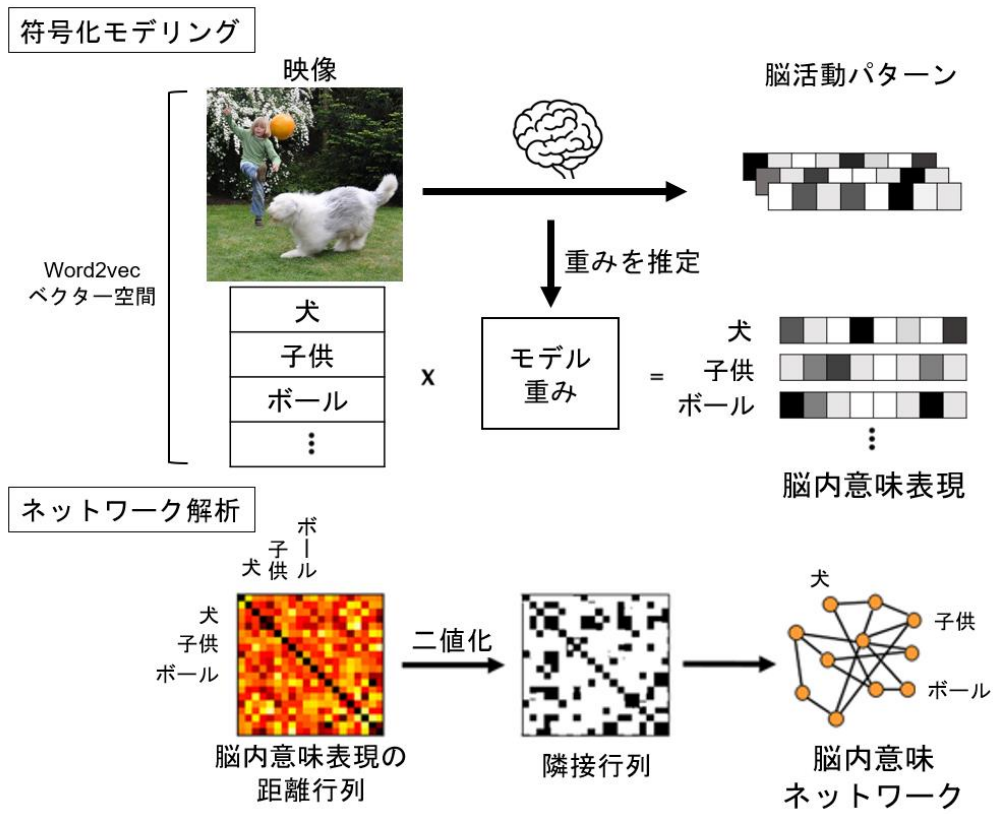 符号化モデリング
映像
脳活動パターン
Word2vec
ベクター空間
重みを推定
犬
子供
ボール
⋮
x
モデル
重み
=
犬
子供
ボール
⋮
脳内意味表現
ネットワーク解析
犬
子供
ボール
犬
子供
ボール
二値化
脳内意味表現の
距離行列
隣接行列
犬
子供
ボール
脳内意味
ネットワーク